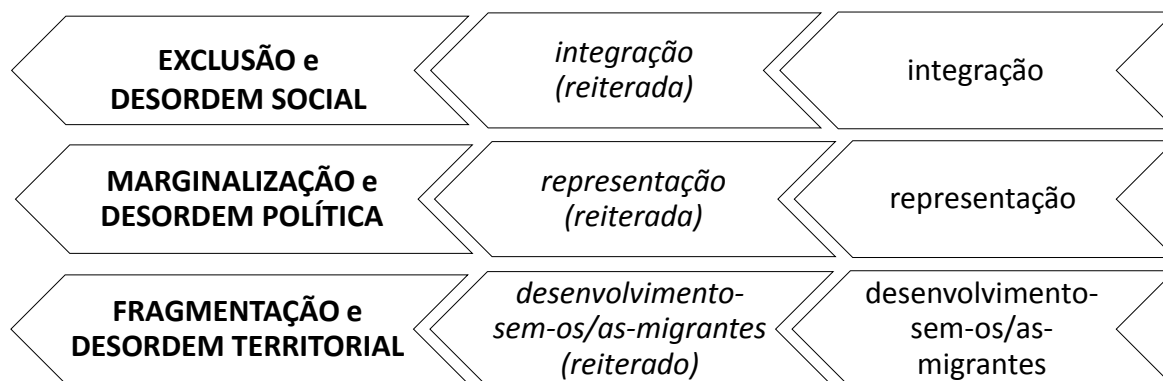 EXCLUSÃO e
DESORDEM SOCIAL
integração
(reiterada)
integração
MARGINALIZAÇÃO e
DESORDEM POLÍTICA
representação
(reiterada)
representação
FRAGMENTAÇÃO e
DESORDEM TERRITORIAL
desenvolvimento-
sem-os/as-migrantes
(reiterado)
desenvolvimento-
sem-os/as-
migrantes